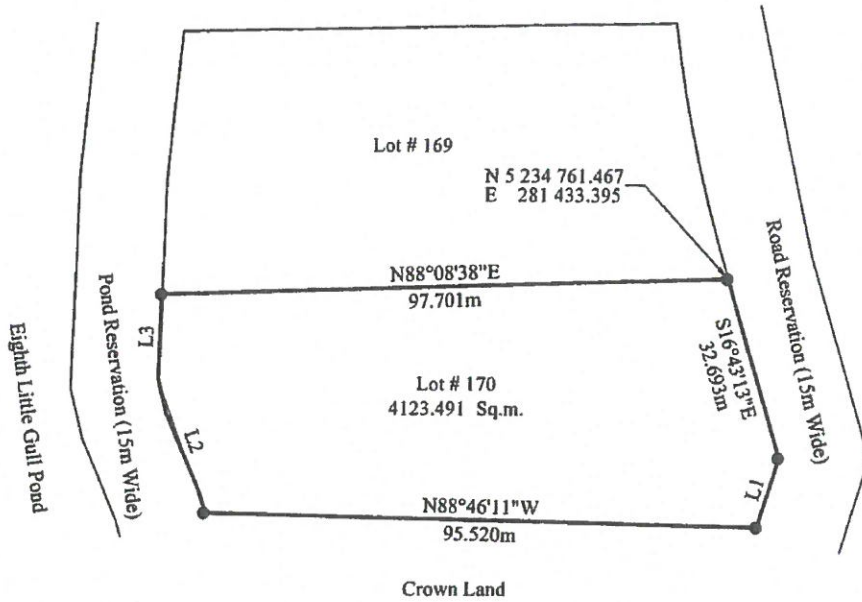 Lot # 169
N 5 234 761.467
E 281 433.395
N88°08'38"E
97.701m
Road Reservation (15m Wide)
Pond Reservation (15m Wide)
Eighth Little Gull Pond
L3
S16°43'13"E
32.693m
Lot # 170
4123.491 Sq.m.
L2
L1
N88°46'11"W
95.520m
Crown Land